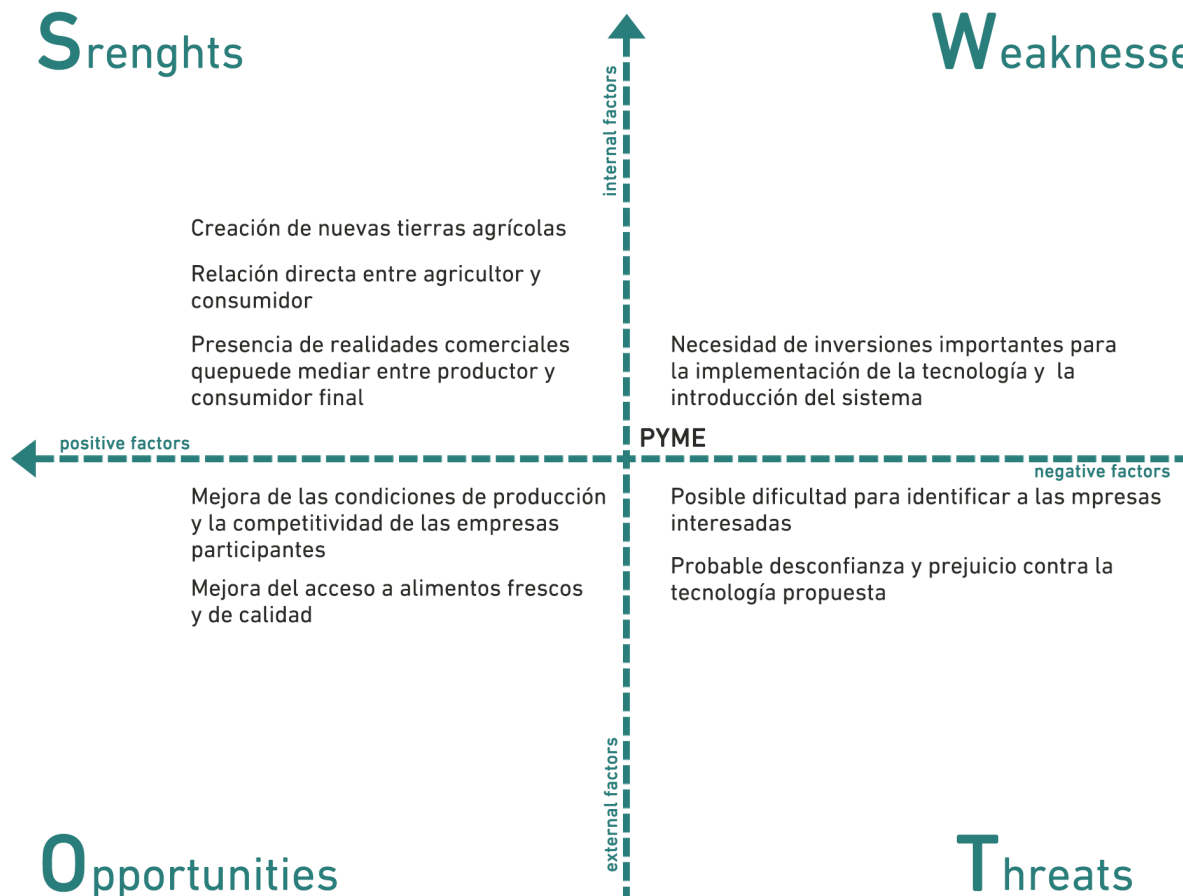 Srenghts
Weaknesse
internal factors
Creación de nuevas tierras agrícolas
Relación directa entre agricultor y
consumidor
Presencia de realidades comerciales
quepuede mediar entre productor y
consumidor final
Necesidad de inversiones importantes para
la implementación de la tecnología y  la
introducción del sistema
PYME
positive factors
negative factors
Mejora de las condiciones de producción
y la competitividad de las empresas
participantes
Mejora del acceso a alimentos frescos
y de calidad
Posible dificultad para identificar a las mpresas
interesadas
Probable desconfianza y prejuicio contra la
tecnología propuesta
external factors
Opportunities
Threats